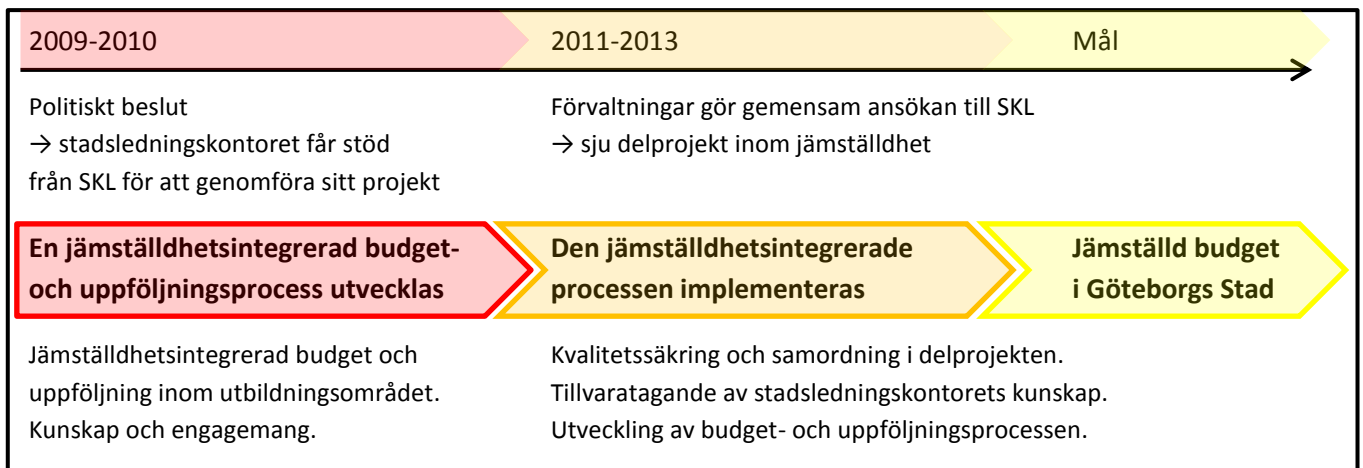 2009-2010
2011-2013
Mål
Politiskt beslut
→ stadsledningskontoret får stöd
från SKL för att genomföra sitt projekt
Förvaltningar gör gemensam ansökan till SKL
→ sju delprojekt inom jämställdhet
En jämställdhetsintegrerad budget-
och uppföljningsprocess utvecklas
Den jämställdhetsintegrerade
processen implementeras
Jämställd budget
i Göteborgs Stad
Jämställdhetsintegrerad budget och
uppföljning inom utbildningsområdet.
Kunskap och engagemang.
Kvalitetssäkring och samordning i delprojekten.
Tillvaratagande av stadsledningskontorets kunskap.
Utveckling av budget- och uppföljningsprocessen.